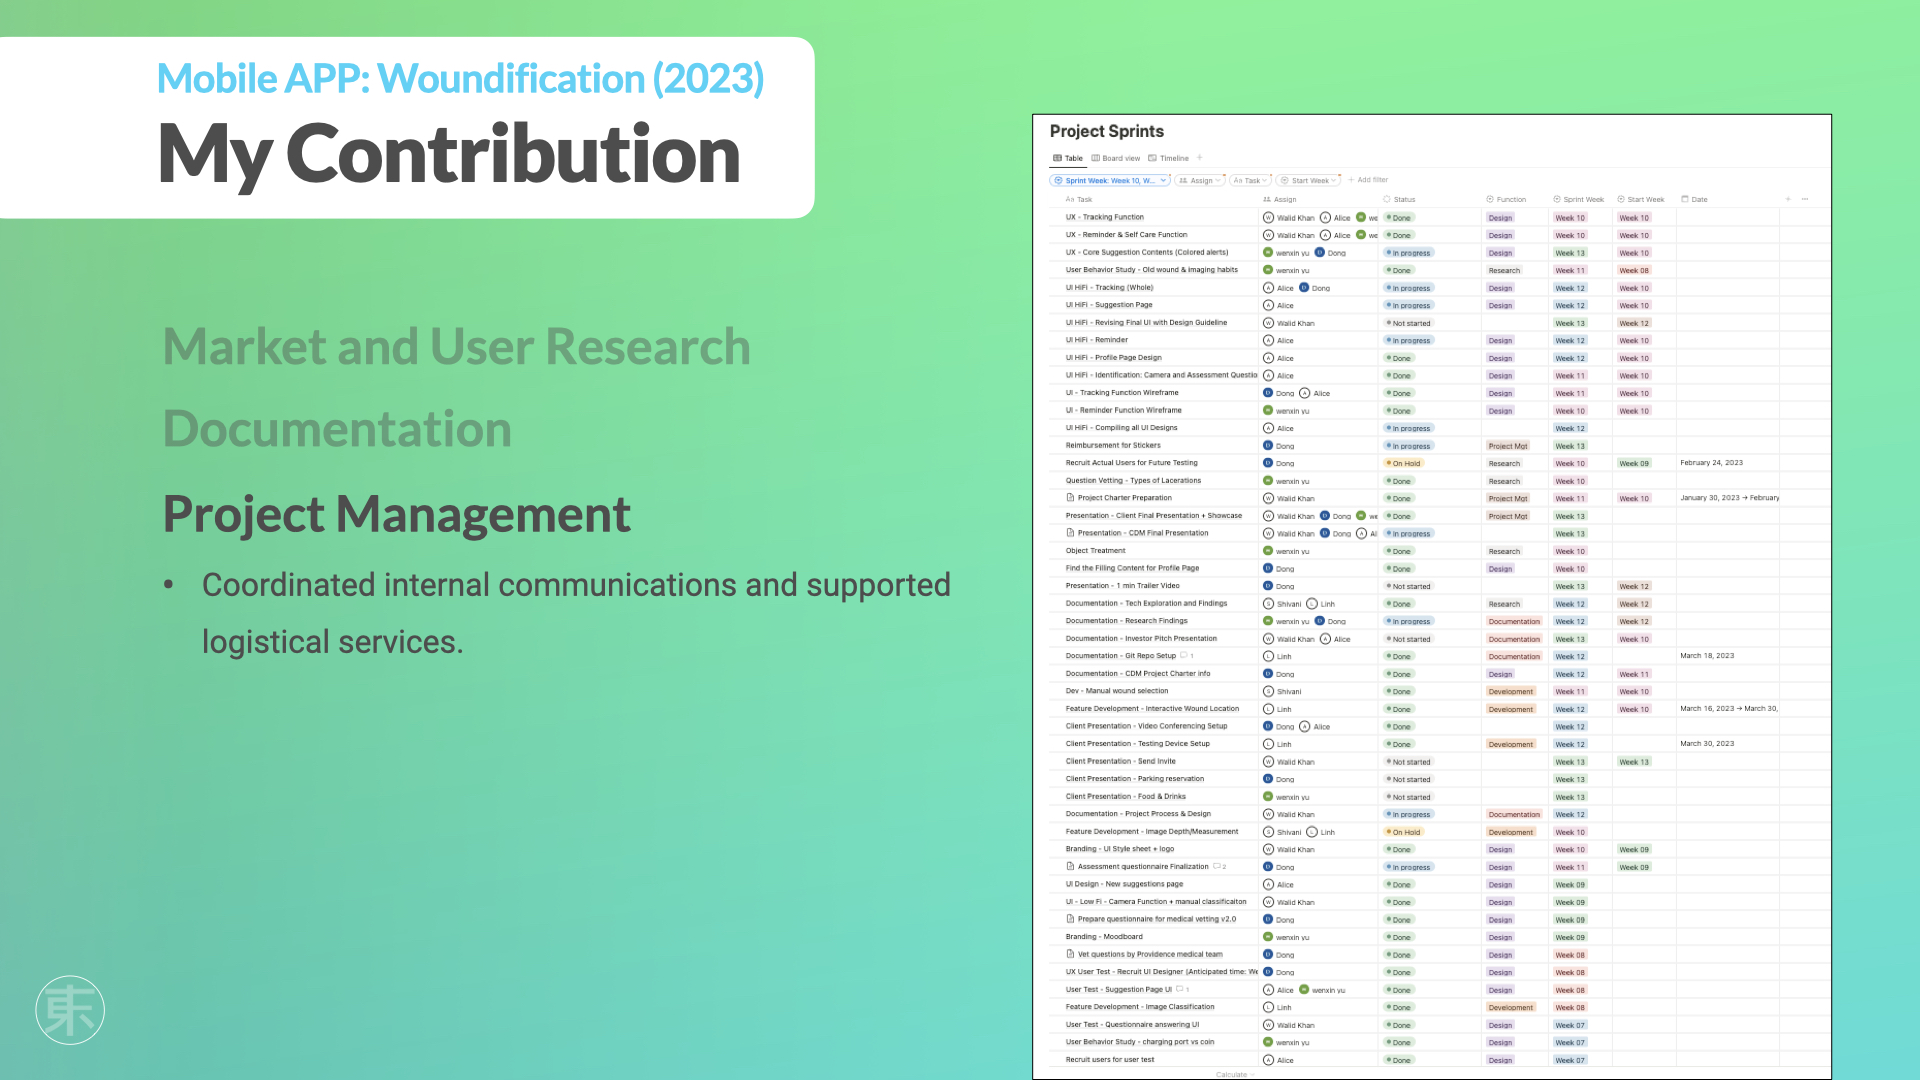 Mobile APP: Woundification (2023)
My Contribution
Market and User Research
Documentation
Project Management
• Coordinated internal communications and supported
logistical services.
東
Project Sprints
Table Board view Timeline +
Sprint Week: Week 10, W... Assign Aa Task Start Week + Add filter
Aa Task Assign Status Function Sprint Week Start Week Date + ...
UX - Tracking Function W Walid Khan A Alice we Done Design Week 10 Week 10
UX - Reminder & Self Care Function W Walid Khan A Alice we Done Design Week 10 Week 10
UX - Core Suggestion Contents (Colored alerts) wenxin yu D Dong In progress Design Week 13 Week 10
User Behavior Study - Old wound & imaging habits wenxin yu Done Research Week 11 Week 08
UI HiFi - Tracking (Whole) A Alice D Dong In progress Design Week 12 Week 10
UI HiFi - Suggestion Page A Alice In progress Design Week 12 Week 10
UI HiFi - Revising Final UI with Design Guideline W Walid Khan Not started Week 13 Week 12
UI HiFi - Reminder A Alice In progress Design Week 12 Week 10
UI HiFi - Profile Page Design A Alice Done Design Week 12 Week 10
UI HiFi - Identification: Camera and Assessment Questio A Alice Done Design Week 11 Week 10
UI - Tracking Function Wireframe D Dong A Alice Done Design Week 11 Week 10
UI - Reminder Function Wireframe wenxin yu Done Design Week 10 Week 10
UI HiFi - Compiling all UI Designs A Alice In progress Week 12
Reimbursement for Stickers D Dong In progress Project Mgt Week 13
Recruit Actual Users for Future Testing D Dong On Hold Research Week 10 Week 09 February 24, 2023
Question Vetting - Types of Lacerations wenxin yu Done Research Week 10
Project Charter Preparation W Walid Khan Done Project Mgt Week 11 Week 10 January 30, 2023 → February
Presentation - Client Final Presentation + Showcase W Walid Khan D Dong we Done Project Mgt Week 13
Presentation - CDM Final Presentation W Walid Khan D Dong A Al In progress Week 13
Object Treatment wenxin yu Done Research Week 10
Find the Filling Content for Profile Page D Dong Done Design Week 10
Presentation - 1 min Trailer Video D Dong Not started Week 13 Week 12
Documentation - Tech Exploration and Findings S Shivani L Linh Done Research Week 12 Week 12
Documentation - Research Findings wenxin yu D Dong In progress Documentation Week 12 Week 12
Documentation - Investor Pitch Presentation W Walid Khan A Alice Not started Documentation Week 13 Week 10
Documentation - Git Repo Setup 1 L Linh Done Documentation Week 12 March 18, 2023
Documentation - CDM Project Charter info D Dong Done Design Week 12 Week 11
Dev - Manual wound selection S Shivani Done Development Week 11 Week 10
Feature Development - Interactive Wound Location L Linh Done Development Week 12 Week 10 March 16, 2023 → March 30,
Client Presentation - Video Conferencing Setup D Dong A Alice Done Week 12
Client Presentation - Testing Device Setup L Linh Done Development Week 12 March 30, 2023
Client Presentation - Send Invite W Walid Khan Not started Week 13 Week 13
Client Presentation - Parking reservation D Dong Not started Week 13
Client Presentation - Food & Drinks wenxin yu Not started Week 13
Documentation - Project Process & Design W Walid Khan In progress Documentation Week 12
Feature Development - Image Depth/Measurement S Shivani L Linh On Hold Development Week 10
Branding - UI Style sheet + logo W Walid Khan Done Design Week 10 Week 09
Assessment questionnaire Finalization 2 D Dong In progress Design Week 11 Week 09
UI Design - New suggestions page A Alice Done Design Week 09
UI - Low Fi - Camera Function + manual classificaiton W Walid Khan Done Design Week 09
Prepare questionnaire for medical vetting v2.0 D Dong Done Design Week 09
Branding - Moodboard wenxin yu Done Design Week 09
Vet questions by Providence medical team D Dong Done Design Week 08
UX User Test - Recruit UI Designer (Anticipated time: We D Dong Done Design Week 08
User Test - Suggestion Page UI 1 A Alice wenxin yu Done Design Week 08
Feature Development - Image Classification L Linh Done Development Week 08
User Test - Questionnaire answering UI W Walid Khan Done Design Week 07
User Behavior Study - charging port vs coin wenxin yu Done Design Week 07
Recruit users for user test A Alice Done Design Week 07
Calculate